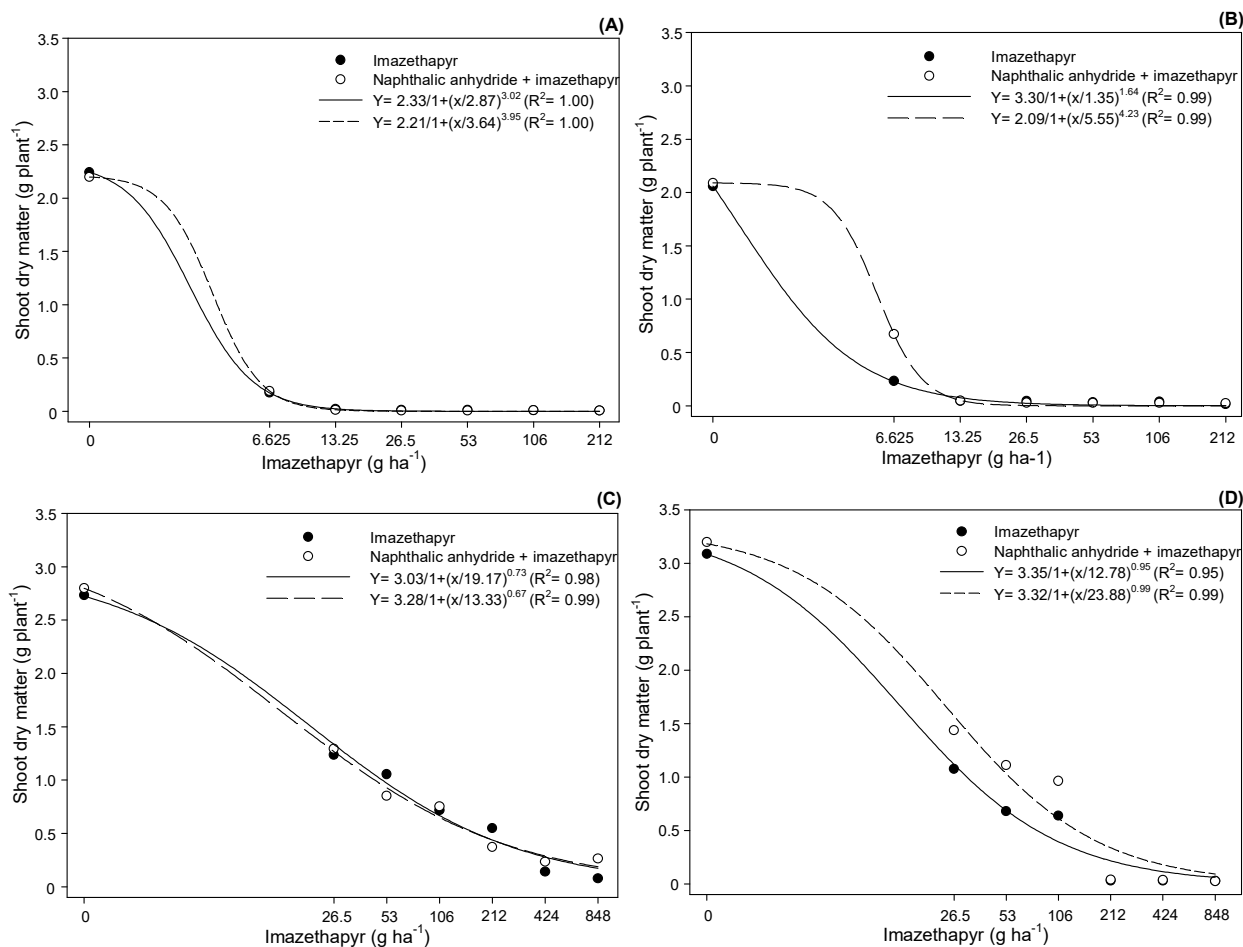 (A)
3.5
3.0
2.5
2.0
1.5
1.0
0.5
0
Shoot dry matter (g plant⁻¹)
Imazethapyr
Naphthalic anhydride + imazethapyr
Y= 2.33/1+(x/2.87)³·⁰² (R²= 1.00)
Y= 2.21/1+(x/3.64)³·⁹⁵ (R²= 1.00)
0 6.625 13.25 26.5 53 106 212
Imazethapyr (g ha⁻¹)
(B)
3.5
3.0
2.5
2.0
1.5
1.0
0.5
0
Shoot dry matter (g plant⁻¹)
Imazethapyr
Naphthalic anhydride + imazethapyr
Y= 3.30/1+(x/1.35)¹·⁶⁴ (R²= 0.99)
Y= 2.09/1+(x/5.55)⁴·²³ (R²= 0.99)
0 6.625 13.25 26.5 53 106 212
Imazethapyr (g ha-1)
(C)
3.5
3.0
2.5
2.0
1.5
1.0
0.5
0
Shoot dry matter (g plant⁻¹)
Imazethapyr
Naphthalic anhydride + imazethapyr
Y= 3.03/1+(x/19.17)⁰·⁷³ (R²= 0.98)
Y= 3.28/1+(x/13.33)⁰·⁶⁷ (R²= 0.99)
0 26.5 53 106 212 424 848
Imazethapyr (g ha⁻¹)
(D)
3.5
3.0
2.5
2.0
1.5
1.0
0.5
0
Shoot dry matter (g plant⁻¹)
Imazethapyr
Naphthalic anhydride + imazethapyr
Y= 3.35/1+(x/12.78)⁰·⁹⁵ (R²= 0.95)
Y= 3.32/1+(x/23.88)⁰·⁹⁹ (R²= 0.99)
0 26.5 53 106 212 424 848
Imazethapyr (g ha⁻¹)